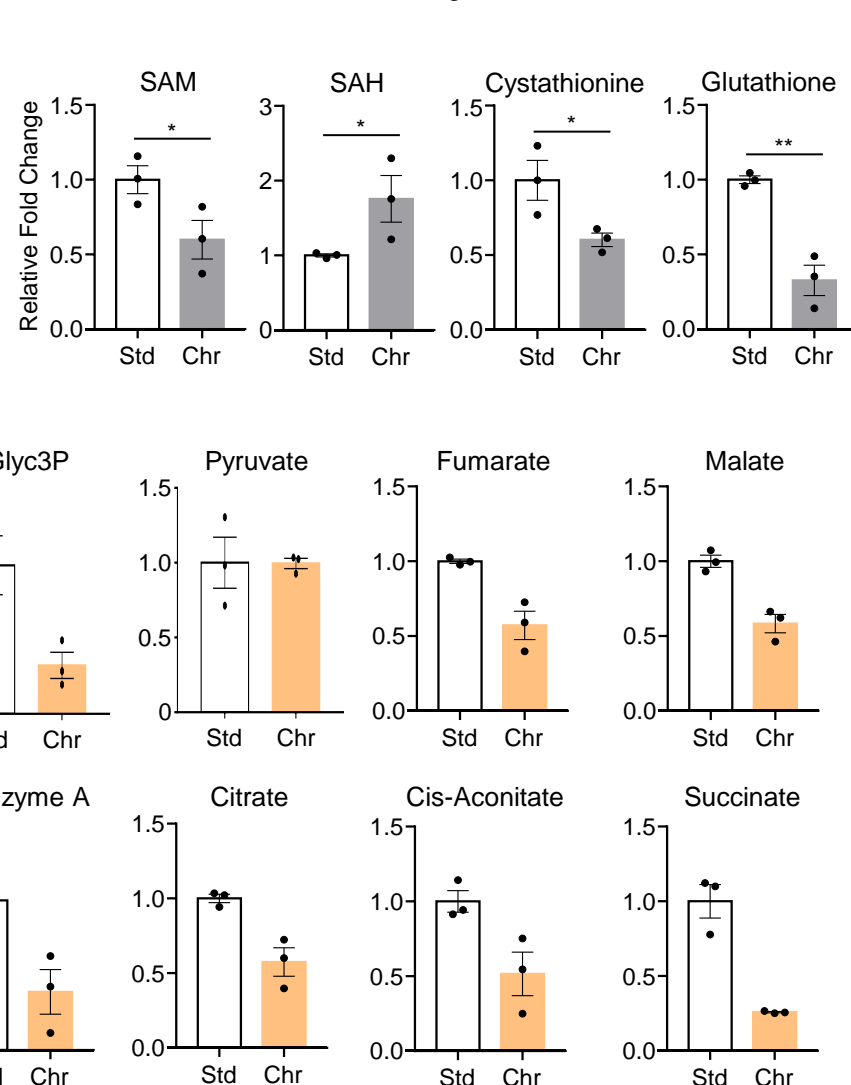 SAM SAH Cystathionine Glutathione
Relative Fold Change
1.5 3 1.5 1.5
* * * **
1.0 2 1.0 1.0
0.5 1 0.5 0.5
0.0 0 0.0 0.0
Std Chr Std Chr Std Chr Std Chr
Glyc3P Pyruvate Fumarate Malate
1.5 1.5 1.5
1.0 1.0 1.0
0.5 0.5 0.5
0 0.0 0.0
d Chr Std Chr Std Chr Std Chr
zyme A Citrate Cis-Aconitate Succinate
1.5 1.5 1.5
1.0 1.0 1.0
0.5 0.5 0.5
0.0 0.0 0.0
d Chr Std Chr Std Chr Std Chr